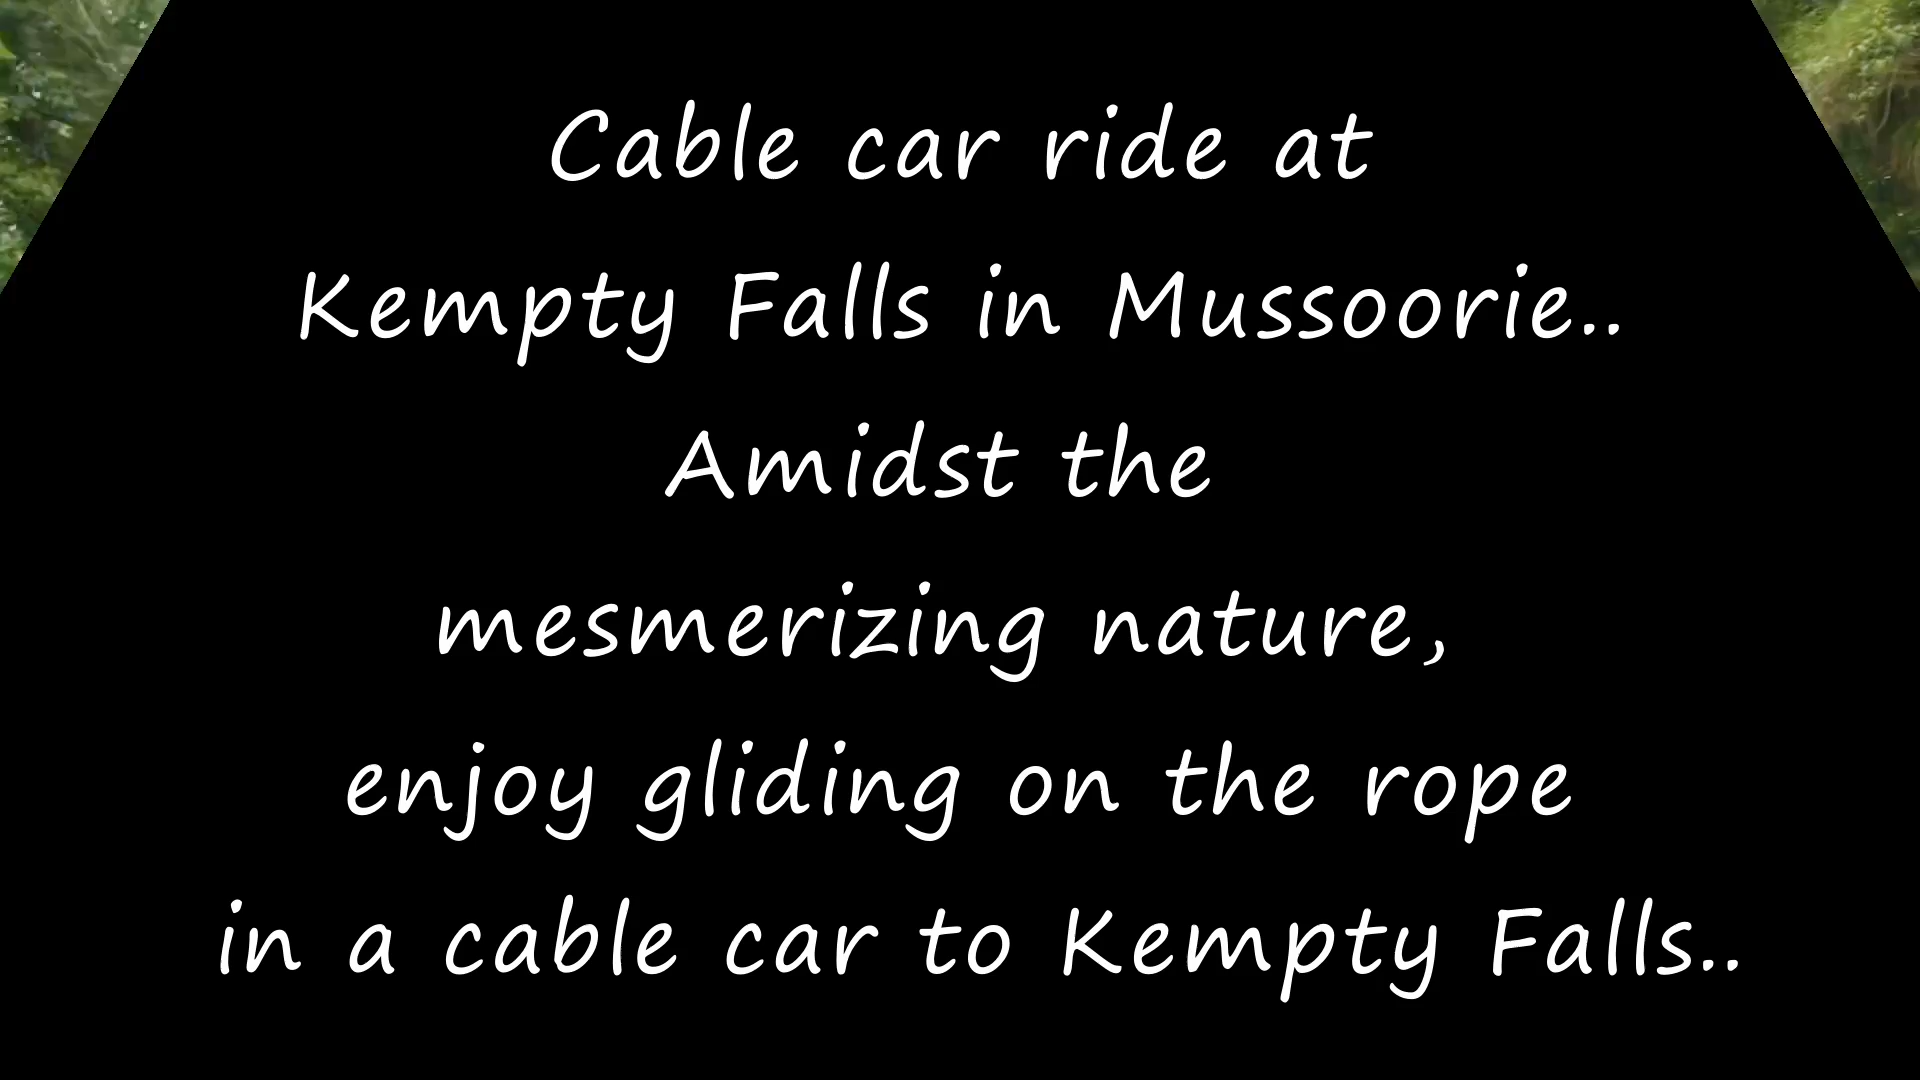 Cable car ride at
Kempty Falls in Mussoorie..
Amidst the
mesmerizing nature,
enjoy gliding on the rope
in a cable car to Kempty Falls..